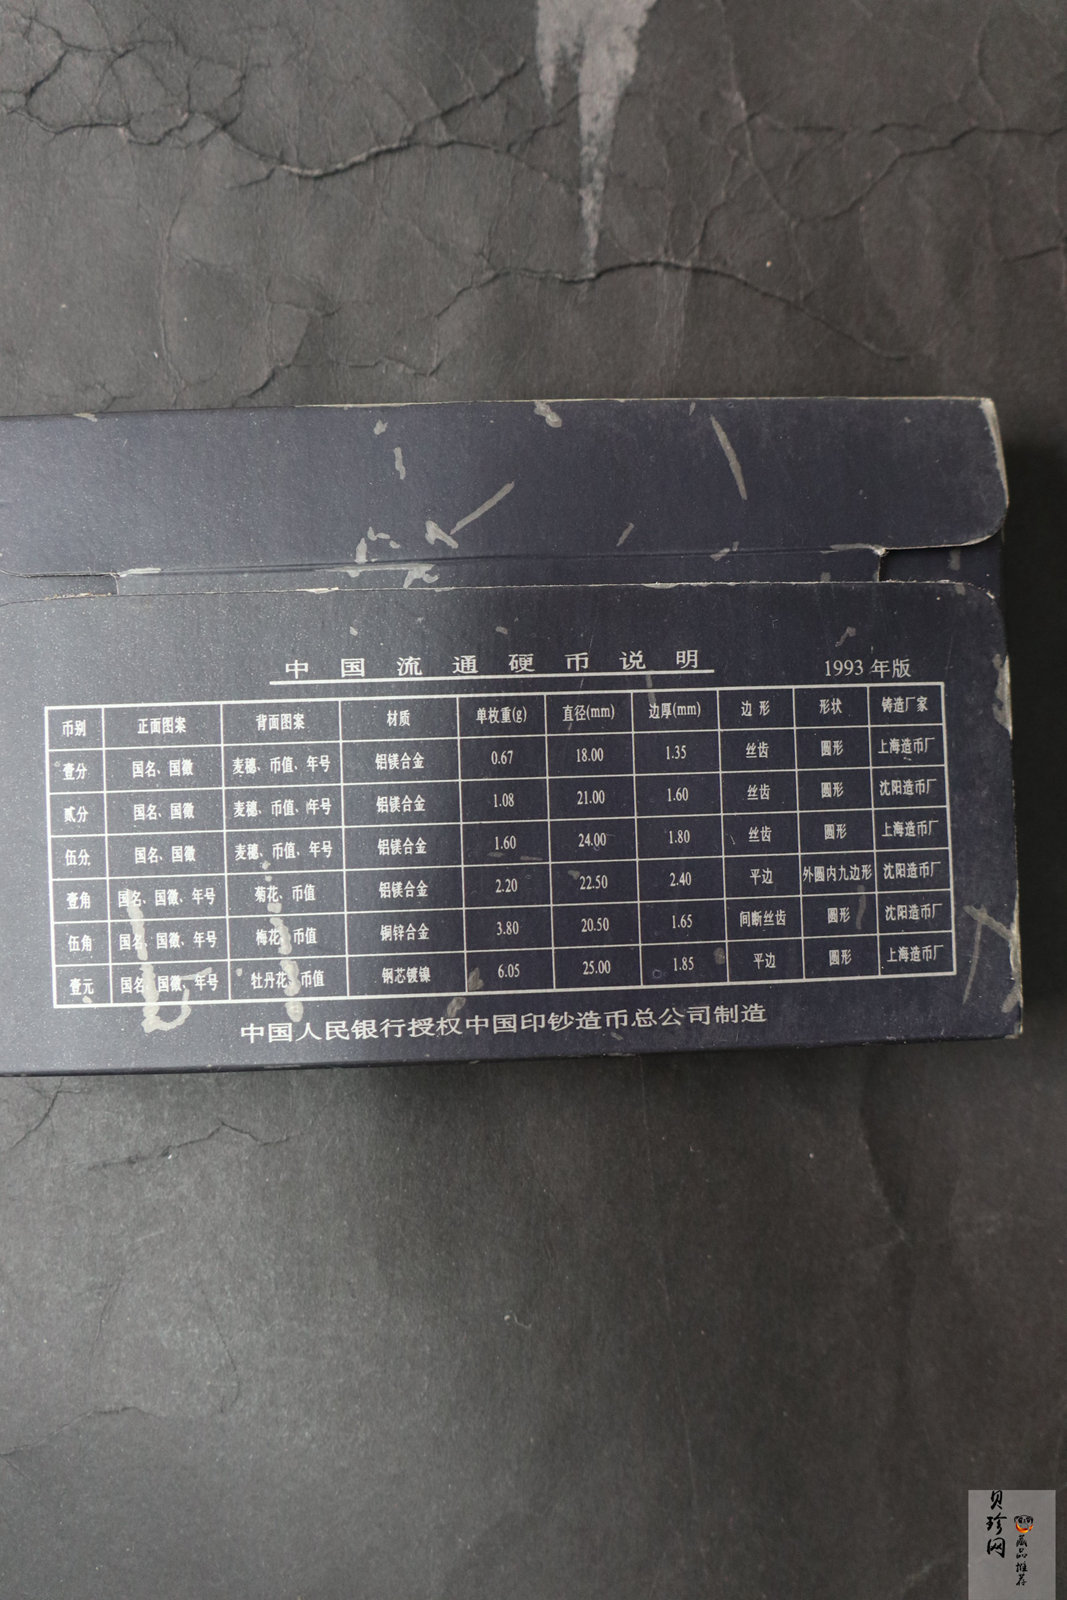 中国流通硬币说明 1993年版
币别 正面图案 背面图案 材质 单枚重(g) 直径(mm) 边厚(mm) 边形 形状 铸造厂家
壹分 国名、国徽 麦穗、币值、年号 铝镁合金 0.67 18.00 1.35 丝齿 圆形 上海造币厂
贰分 国名、国徽 麦穗、币值、年号 铝镁合金 1.08 21.00 1.60 丝齿 圆形 沈阳造币厂
伍分 国名、国徽 麦穗、币值、年号 铝镁合金 1.60 24.00 1.80 丝齿 圆形 上海造币厂
壹角 国名、国徽、年号 菊花、币值 铝镁合金 2.20 22.50 2.40 平边 外圆内九边形 沈阳造币厂
伍角 国名、国徽、年号 梅花、币值 铜锌合金 3.80 20.50 1.65 间断丝齿 圆形 沈阳造币厂
壹元 国名、国徽、年号 牡丹花、币值 钢芯镀镍 6.05 25.00 1.85 平边 圆形 上海造币厂
中国人民银行授权中国印钞造币总公司制造
贝珍网
藏品推荐